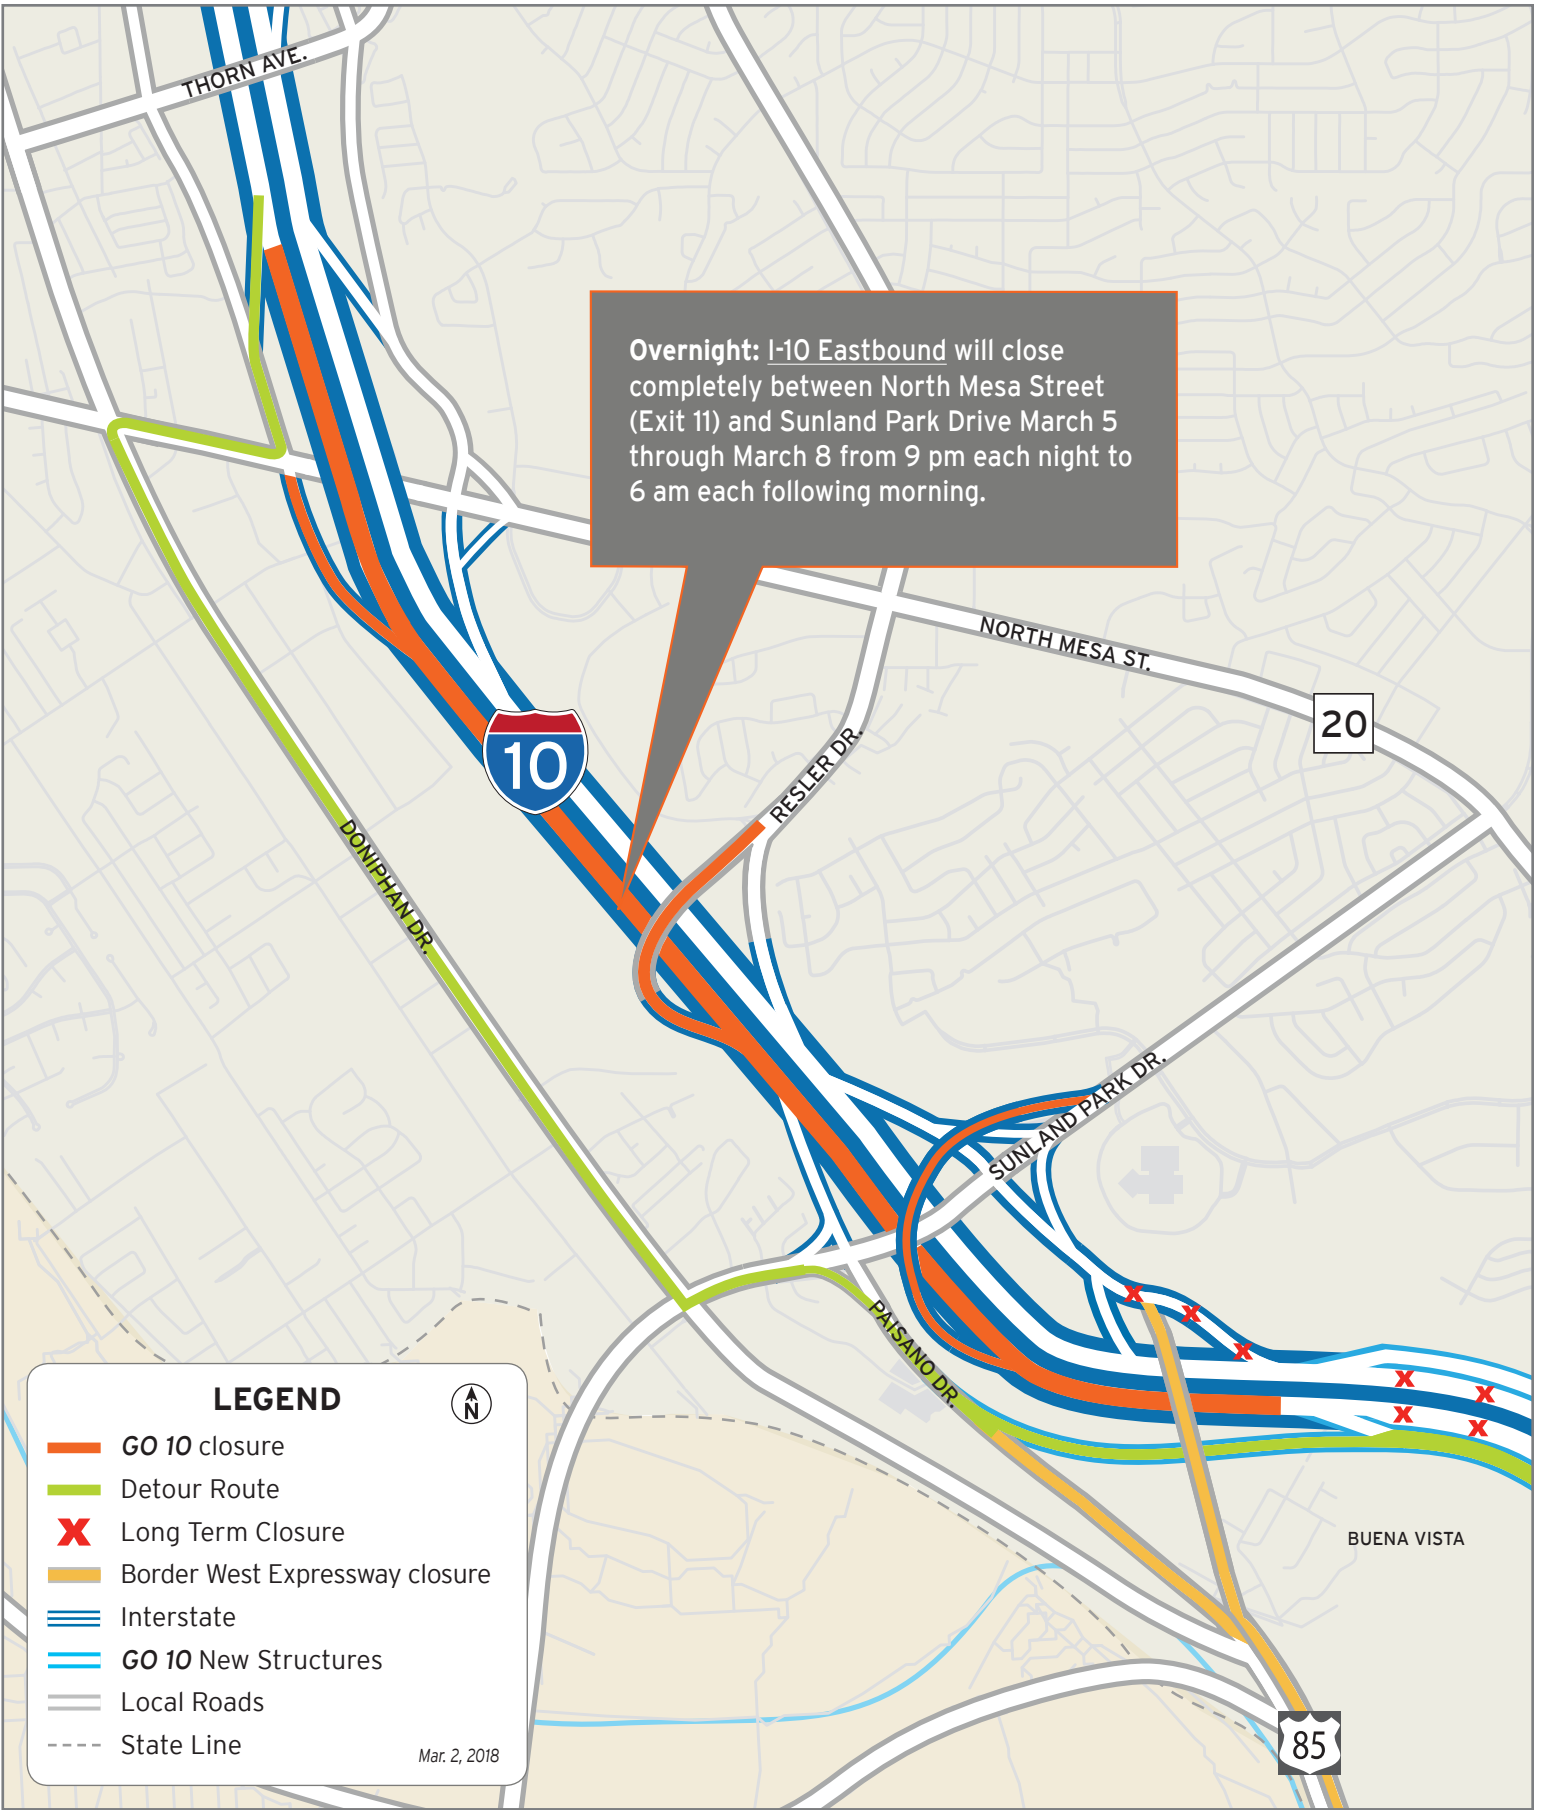 THORN AVE.
Overnight: I-10 Eastbound will close
completely between North Mesa Street
(Exit 11) and Sunland Park Drive March 5
through March 8 from 9 pm each night to
6 am each following morning.
NORTH MESA ST.
20
10
RESLER DR.
DONIPHAN DR.
SUNLAND PARK DR.
PAISANO DR.
X
X
X
X
X
X
X
BUENA VISTA
85
LEGEND
N
GO 10 closure
Detour Route
X Long Term Closure
Border West Expressway closure
Interstate
GO 10 New Structures
Local Roads
State Line
Mar. 2, 2018